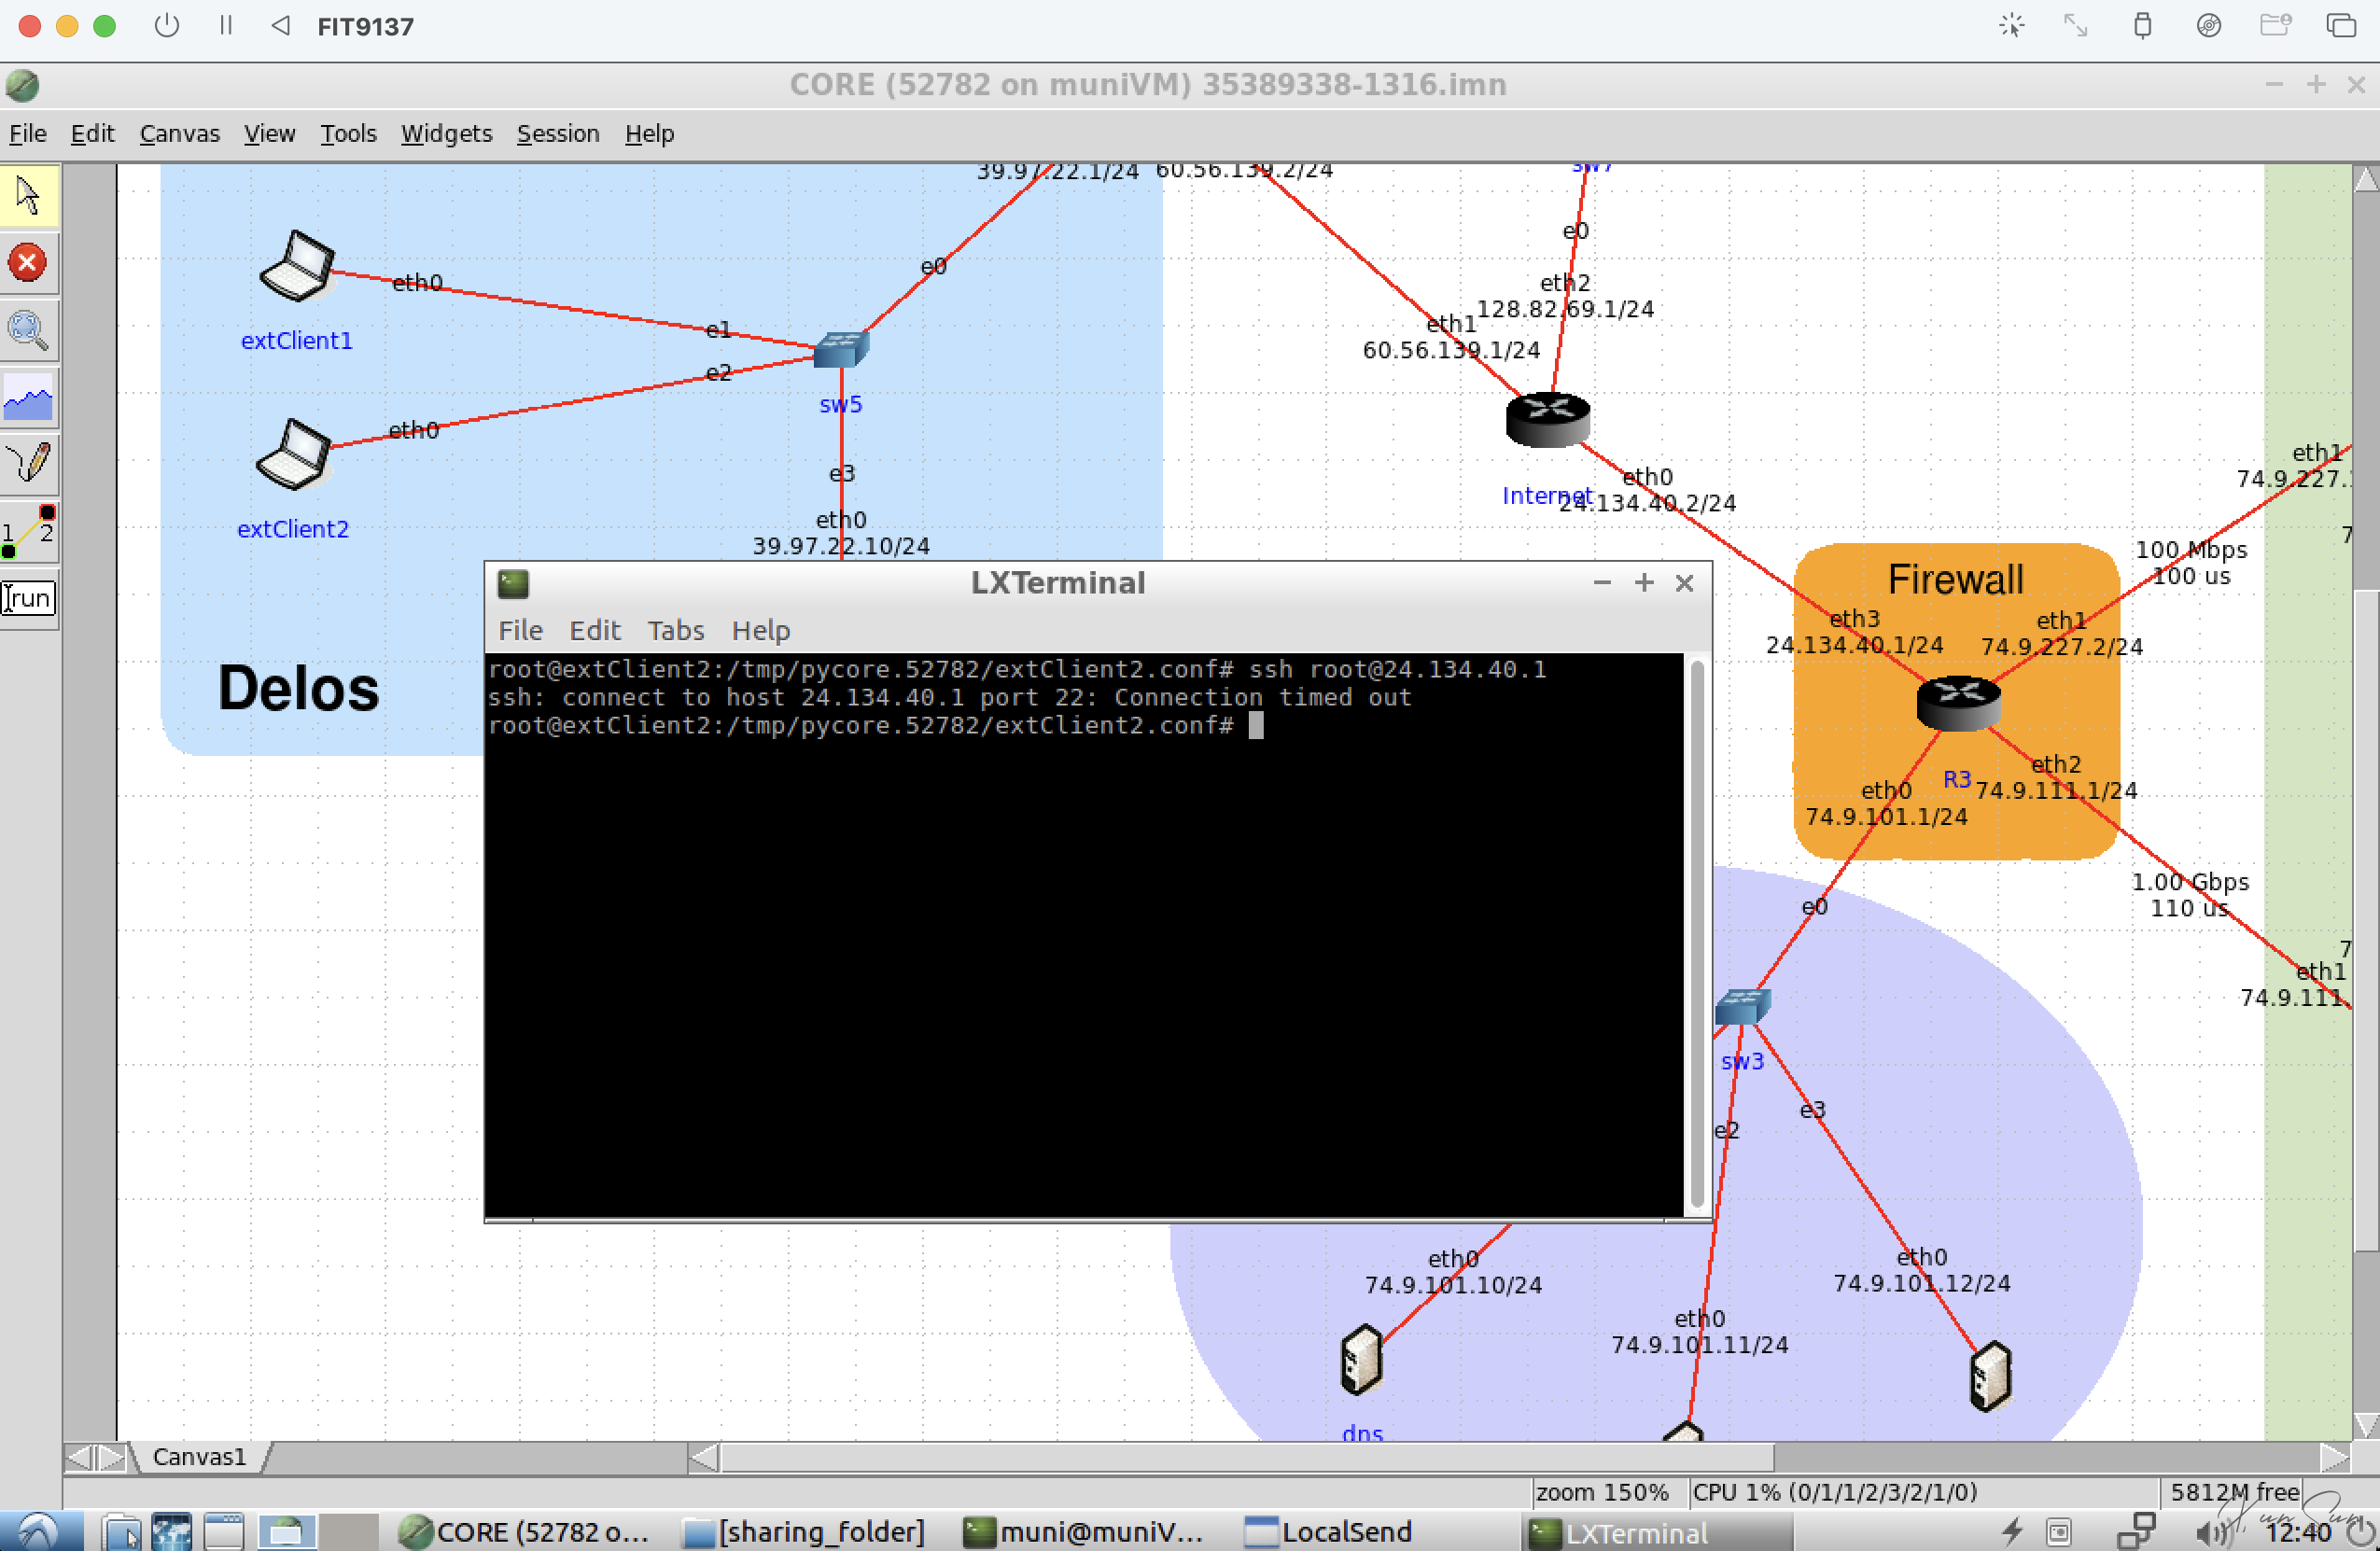 FIT9137
CORE (52782 on muniVM) 35389338-1316.imn
File Edit Canvas View Tools Widgets Session Help
39.97.22.1/24 60.56.139.2/24
sw7
e0
e0
eth0
eth2
128.82.69.1/24
extClient1
e1
eth1
60.56.139.1/24
e2
sw5
eth0
eth1
74.9.227.
e3
eth0
Internet
24.134.40.2/24
extClient2
eth0
39.97.22.10/24
7
100 Mbps
100 us
1 2
run
Firewall
LXTerminal
File Edit Tabs Help
eth3
24.134.40.1/24
eth1
74.9.227.2/24
root@extClient2:/tmp/pycore.52782/extClient2.conf# ssh root@24.134.40.1
ssh: connect to host 24.134.40.1 port 22: Connection timed out
root@extClient2:/tmp/pycore.52782/extClient2.conf#
Delos
R3
eth2
74.9.111.1/24
eth0
74.9.101.1/24
1.00 Gbps
110 us
e0
7
eth1
74.9.111.
sw3
e3
e2
eth0
74.9.101.10/24
eth0
74.9.101.12/24
eth0
74.9.101.11/24
dns
Canvas1
zoom 150% CPU 1% (0/1/1/2/3/2/1/0) 5812M free
CORE (52782 o... [sharing_folder] muni@muniV... LocalSend LXTerminal 12:40